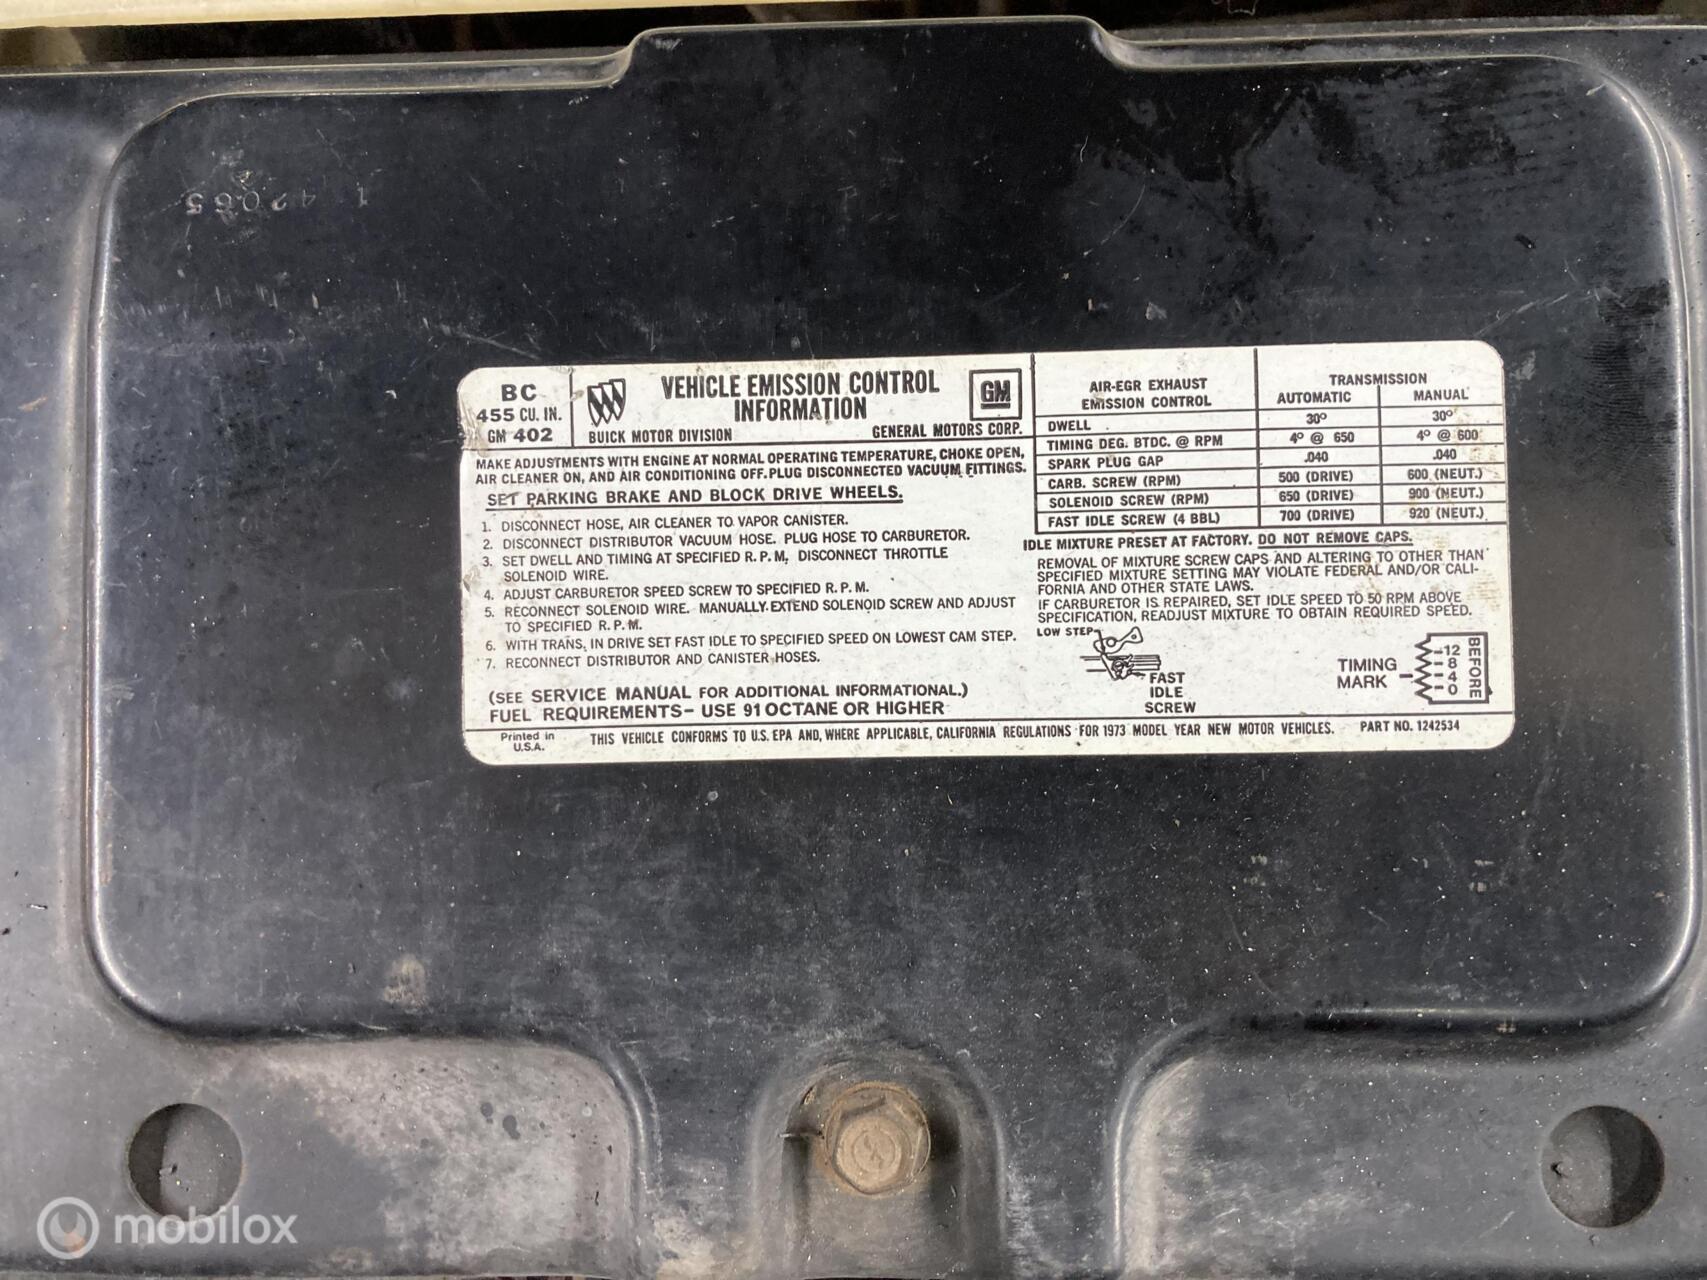 1 42065
BC
455 CU. IN.
GM 402
VEHICLE EMISSION CONTROL
INFORMATION
BUICK MOTOR DIVISION
GM
GENERAL MOTORS CORP.
MAKE ADJUSTMENTS WITH ENGINE AT NORMAL OPERATING TEMPERATURE, CHOKE OPEN,
AIR CLEANER ON, AND AIR CONDITIONING OFF. PLUG DISCONNECTED VACUUM FITTINGS.
SET PARKING BRAKE AND BLOCK DRIVE WHEELS.
1. DISCONNECT HOSE, AIR CLEANER TO VAPOR CANISTER.
2. DISCONNECT DISTRIBUTOR VACUUM HOSE. PLUG HOSE TO CARBURETOR.
3. SET DWELL AND TIMING AT SPECIFIED R.P.M. DISCONNECT THROTTLE
SOLENOID WIRE.
4. ADJUST CARBURETOR SPEED SCREW TO SPECIFIED R.P.M.
5. RECONNECT SOLENOID WIRE. MANUALLY EXTEND SOLENOID SCREW AND ADJUST
TO SPECIFIED R.P.M.
6. WITH TRANS, IN DRIVE SET FAST IDLE TO SPECIFIED SPEED ON LOWEST CAM STEP.
7. RECONNECT DISTRIBUTOR AND CANISTER HOSES.
(SEE SERVICE MANUAL FOR ADDITIONAL INFORMATIONAL.)
FUEL REQUIREMENTS- USE 91 OCTANE OR HIGHER
AIR-EGR EXHAUST
EMISSION CONTROL
TRANSMISSION
AUTOMATIC MANUAL
DWELL 30° 30°
TIMING DEG. BTDC. @ RPM 4° @ 650 4° @ 600
SPARK PLUG GAP .040 .040
CARB. SCREW (RPM) 500 (DRIVE) 600 (NEUT.)
SOLENOID SCREW (RPM) 650 (DRIVE) 900 (NEUT.)
FAST IDLE SCREW (4 BBL) 700 (DRIVE) 920 (NEUT.)
IDLE MIXTURE PRESET AT FACTORY. DO NOT REMOVE CAPS.
REMOVAL OF MIXTURE SCREW CAPS AND ALTERING TO OTHER THAN
SPECIFIED MIXTURE SETTING MAY VIOLATE FEDERAL AND/OR CALI-
FORNIA AND OTHER STATE LAWS.
IF CARBURETOR IS REPAIRED, SET IDLE SPEED TO 50 RPM ABOVE
SPECIFICATION, READJUST MIXTURE TO OBTAIN REQUIRED SPEED.
LOW STEP
FAST
IDLE
SCREW
TIMING
MARK
12
8
4
0
BEFORE
Printed in
U.S.A.
THIS VEHICLE CONFORMS TO U.S. EPA AND, WHERE APPLICABLE, CALIFORNIA REGULATIONS FOR 1973 MODEL YEAR NEW MOTOR VEHICLES. PART NO. 1242534
mobilox